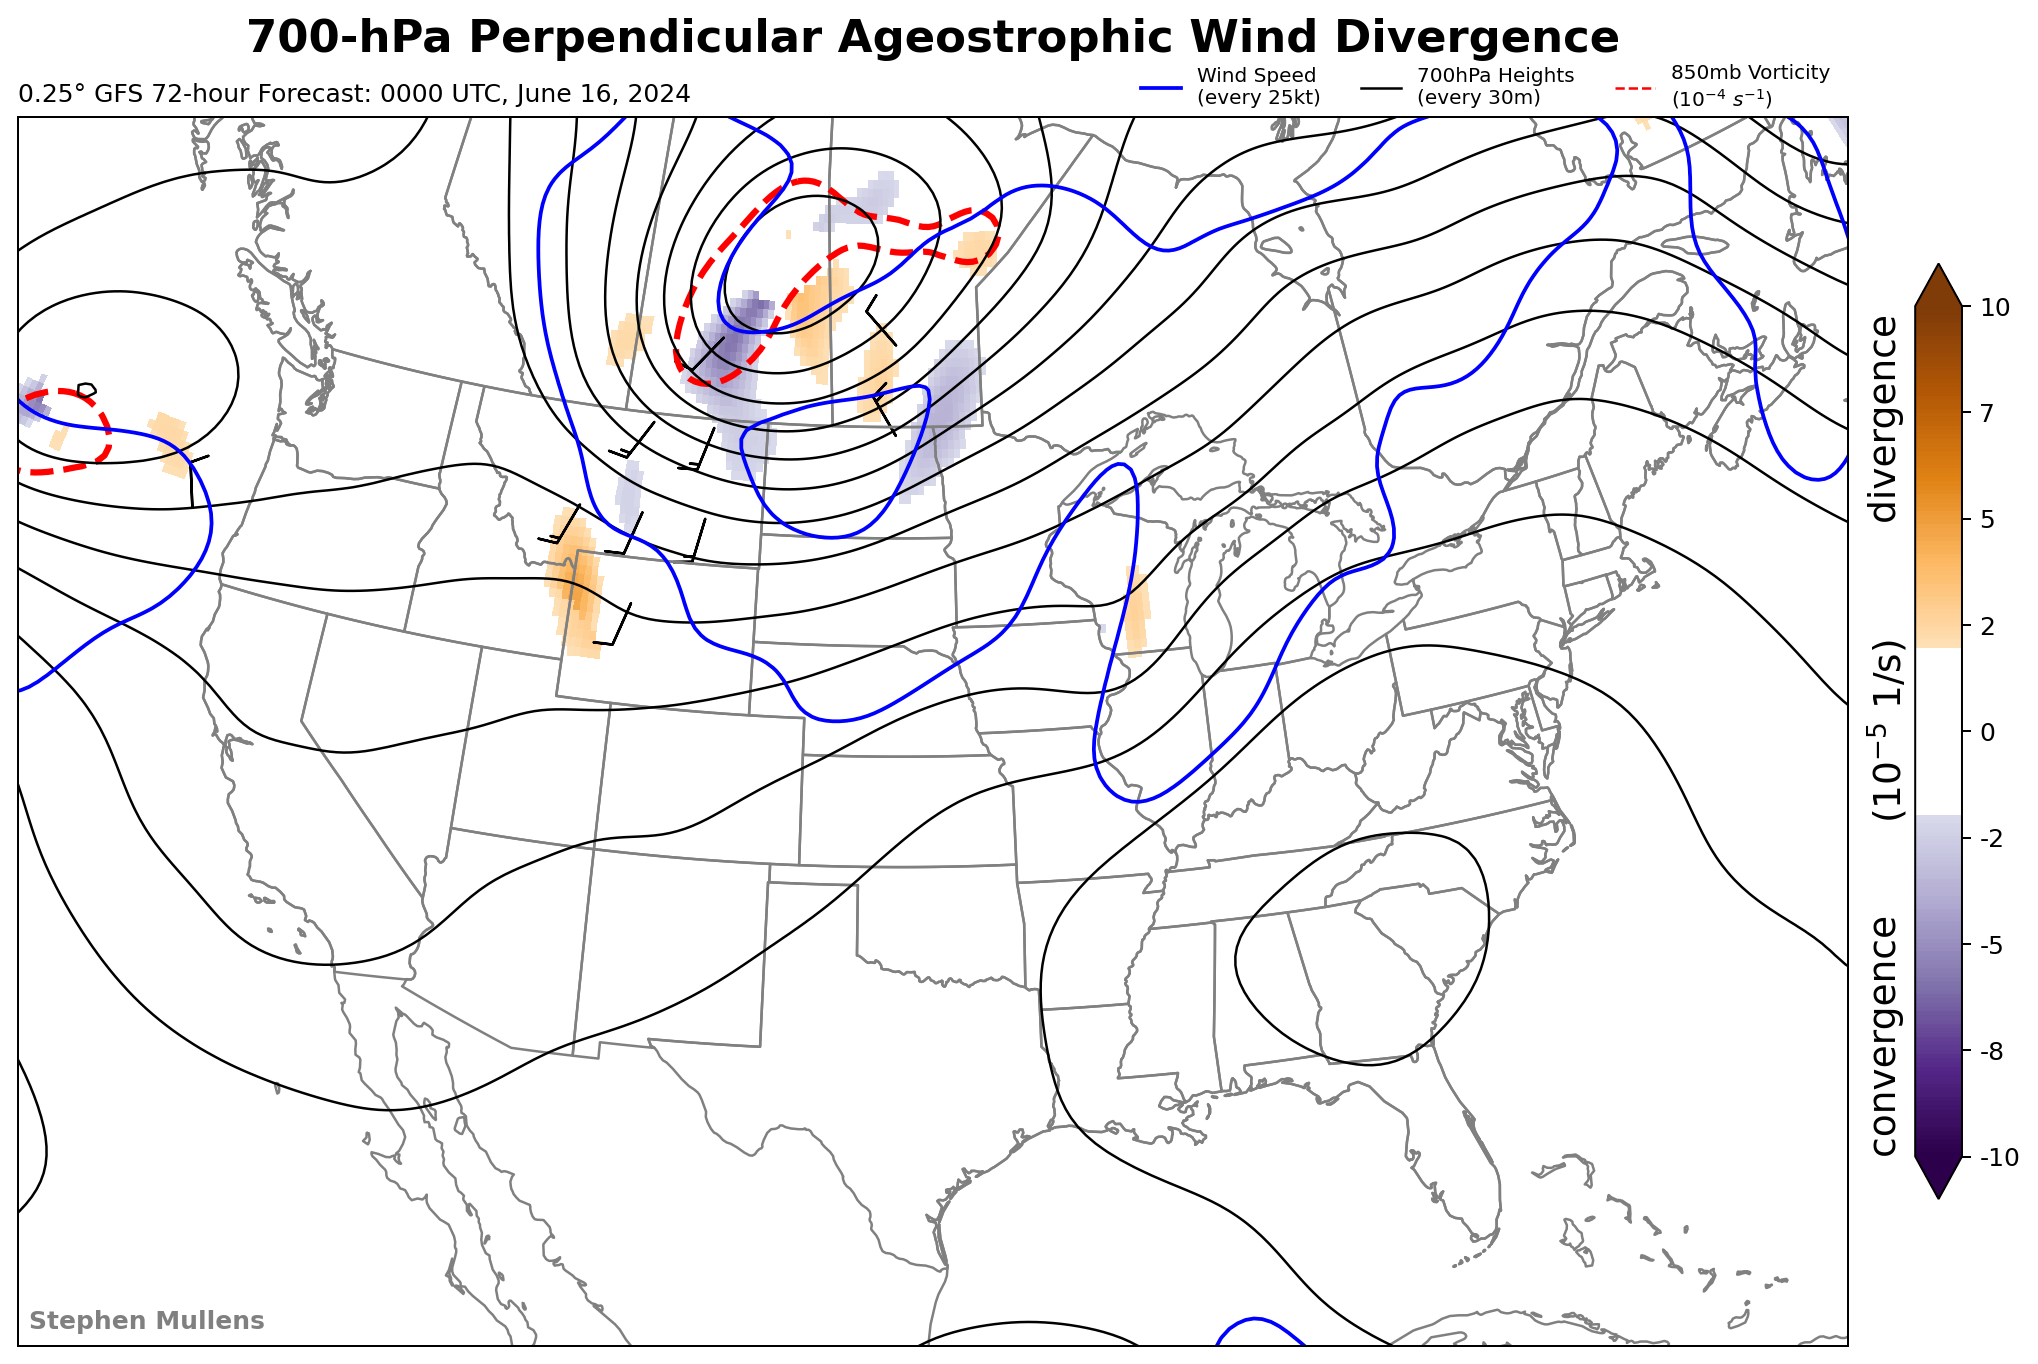 700-hPa Perpendicular Ageostrophic Wind Divergence
0.25° GFS 72-hour Forecast: 0000 UTC, June 16, 2024
Wind Speed
(every 25kt)
700hPa Heights
(every 30m)
850mb Vorticity
(10⁻⁴ s⁻¹)
10
7
5
2
0
-2
-5
-8
-10
convergence (10⁻⁵ 1/s) divergence
Stephen Mullens